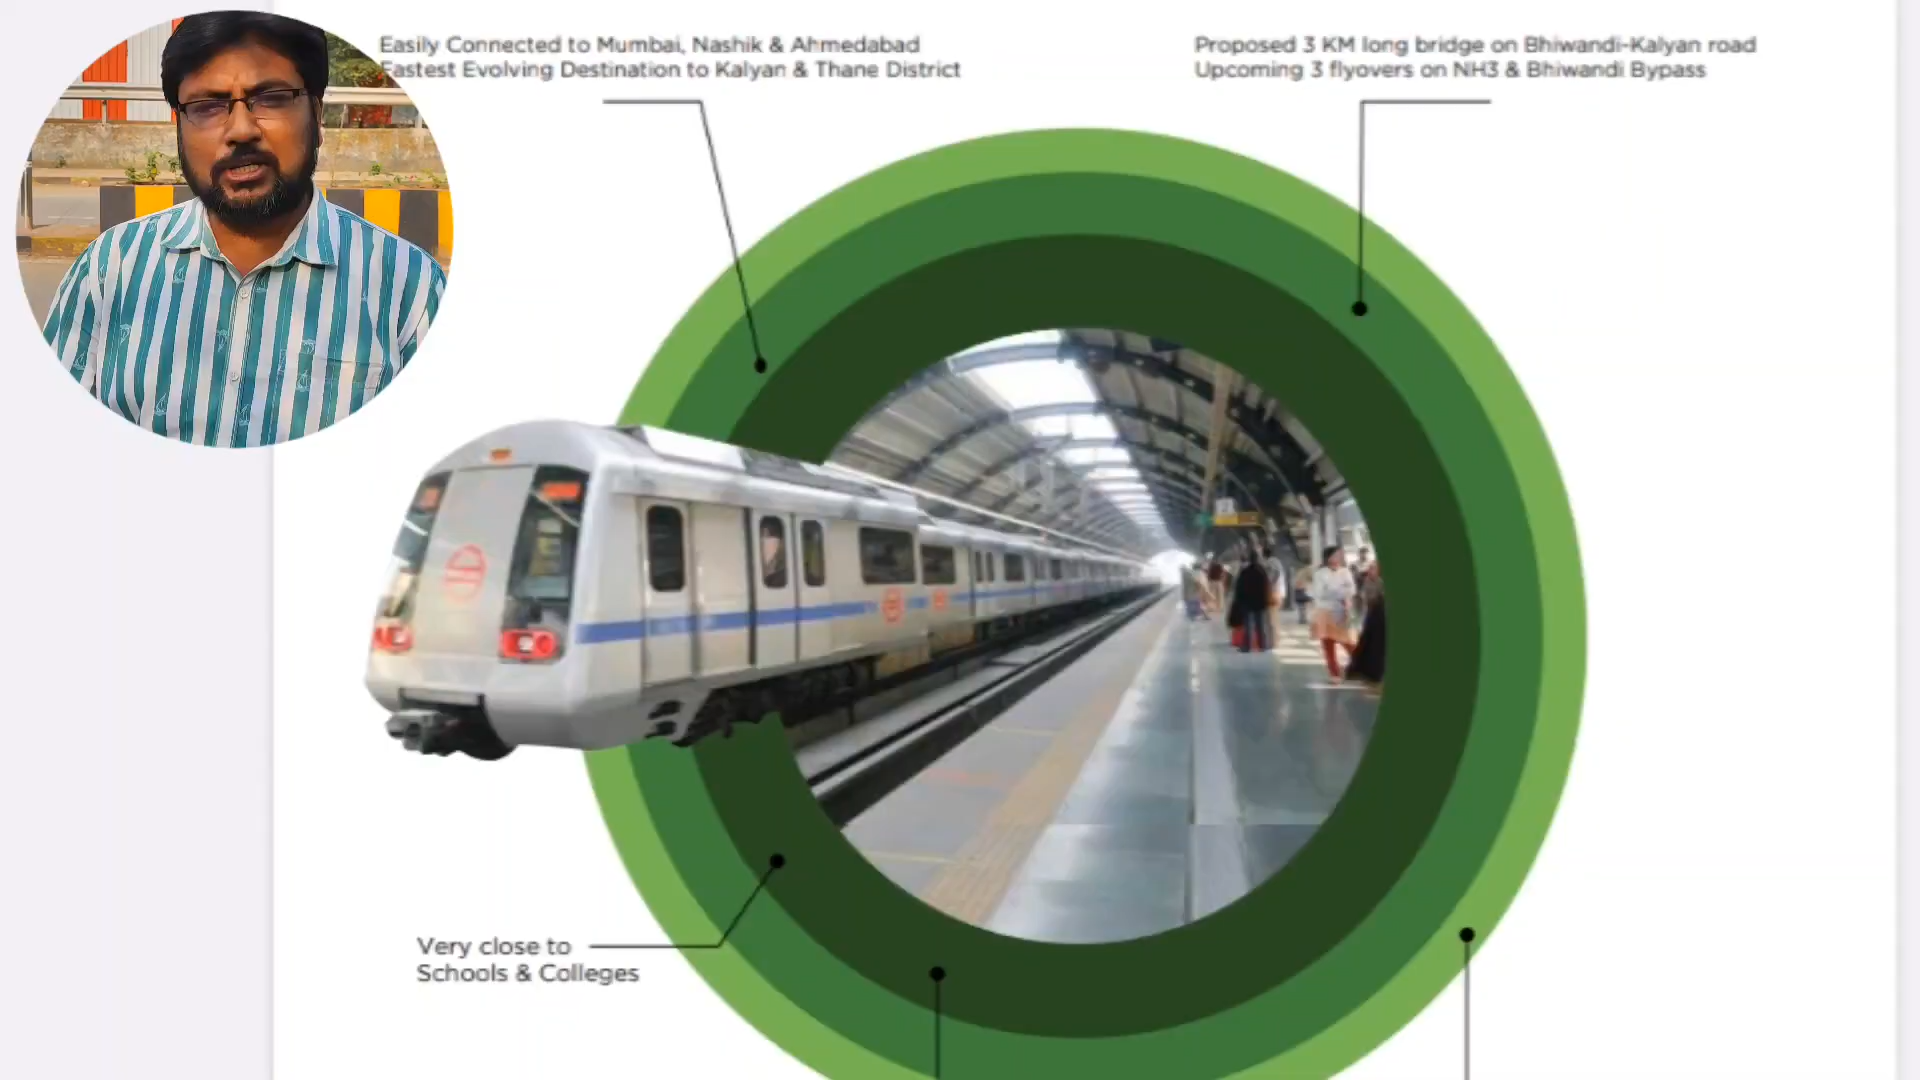 Easily Connected to Mumbai, Nashik & Ahmedabad
Fastest Evolving Destination to Kalyan & Thane District
Proposed 3 KM long bridge on Bhiwandi-Kalyan road
Upcoming 3 flyovers on NH3 & Bhiwandi Bypass
Very close to
Schools & Colleges